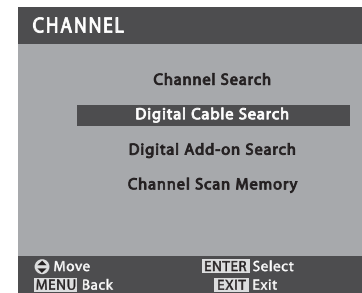 CHANNEL
Channel Search
Digital Cable Search
Digital Add-on Search
Channel Scan Memory
Move ENTER Select
MENU Back EXIT Exit